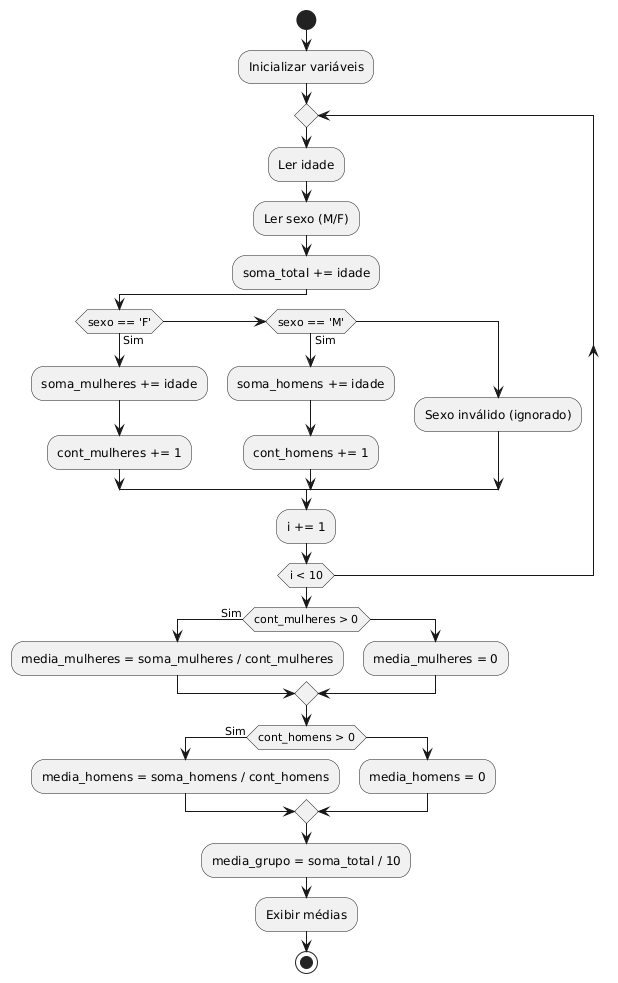 Inicializar variáveis
Ler idade
Ler sexo (M/F)
soma_total += idade
sexo == 'F'
Sim
soma_mulheres += idade
cont_mulheres += 1
sexo == 'M'
Sim
soma_homens += idade
cont_homens += 1
Sexo inválido (ignorado)
i += 1
i < 10
cont_mulheres > 0
Sim
media_mulheres = soma_mulheres / cont_mulheres
media_mulheres = 0
cont_homens > 0
Sim
media_homens = soma_homens / cont_homens
media_homens = 0
media_grupo = soma_total / 10
Exibir médias